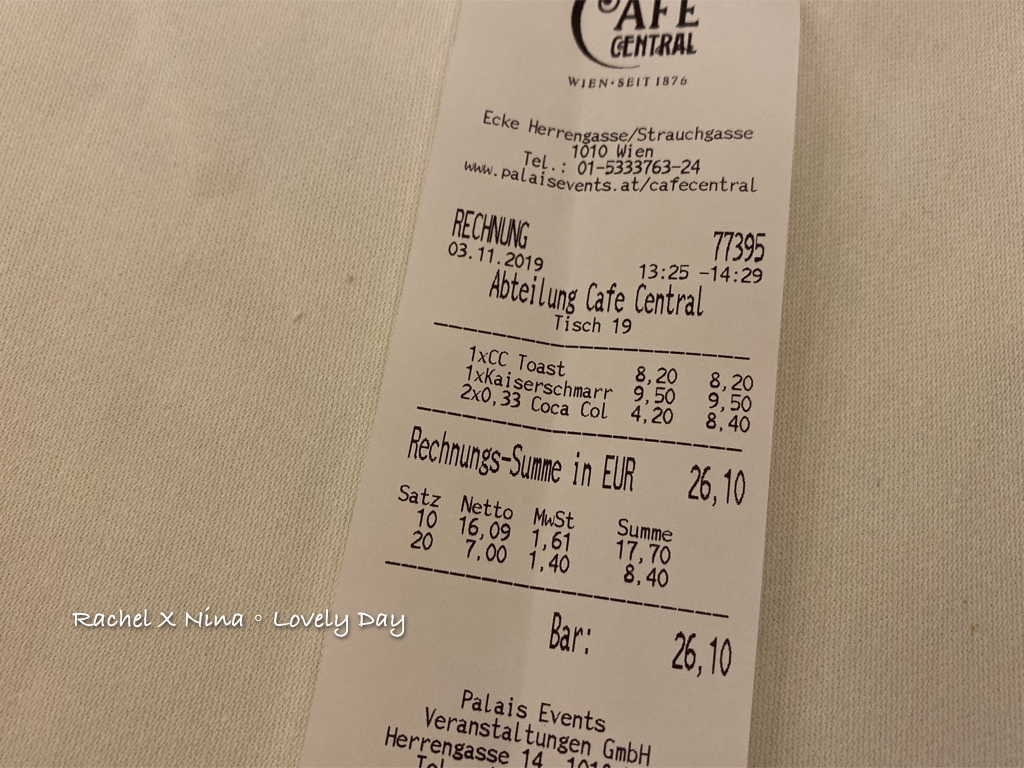 CAFE
CENTRAL
WIEN·SEIT 1876
Ecke Herrengasse/Strauchgasse
1010 Wien
Tel.: 01-5333763-24
www.palaisevents.at/cafecentral
RECHNUNG 77395
03.11.2019 13:25 -14:29
Abteilung Cafe Central
Tisch 19
1xCC Toast 8,20 8,20
1xKaiserschmarr 9,50 9,50
2x0,33 Coca Col 4,20 8,40
Rechnungs-Summe in EUR 26,10
Satz Netto MwSt Summe
10 16,09 1,61 17,70
20 7,00 1,40 8,40
Bar: 26,10
Rachel X Nina ◦ Lovely Day
Palais Events
Veranstaltungen GmbH
Herrengasse 14,